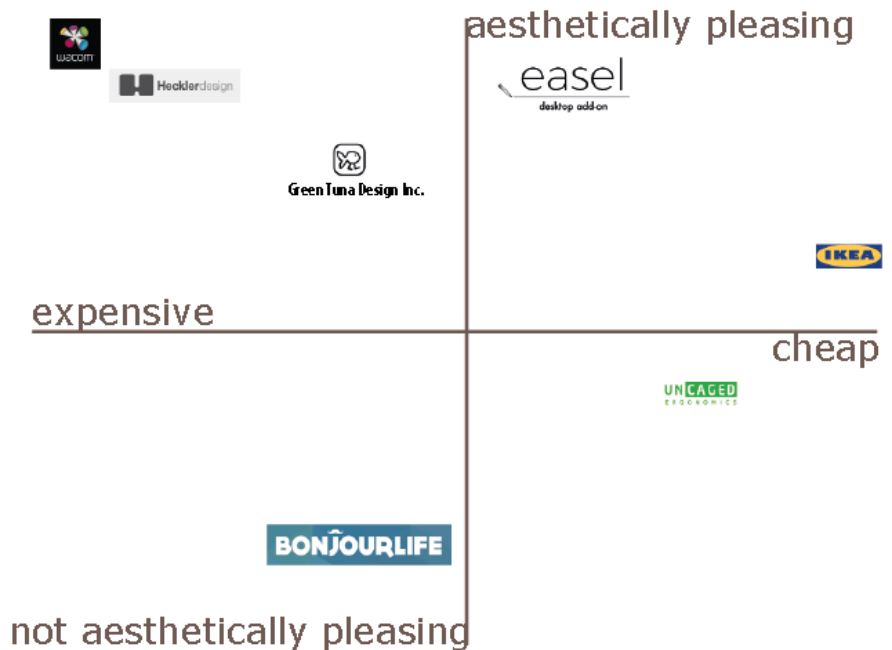 aesthetically pleasing
wacom
Hecklerdesign
easel
desktop add-on
Green Tuna Design Inc.
IKEA
expensive
cheap
UNCAGED
ERGONOMICS
BONJOURLIFE
not aesthetically pleasing